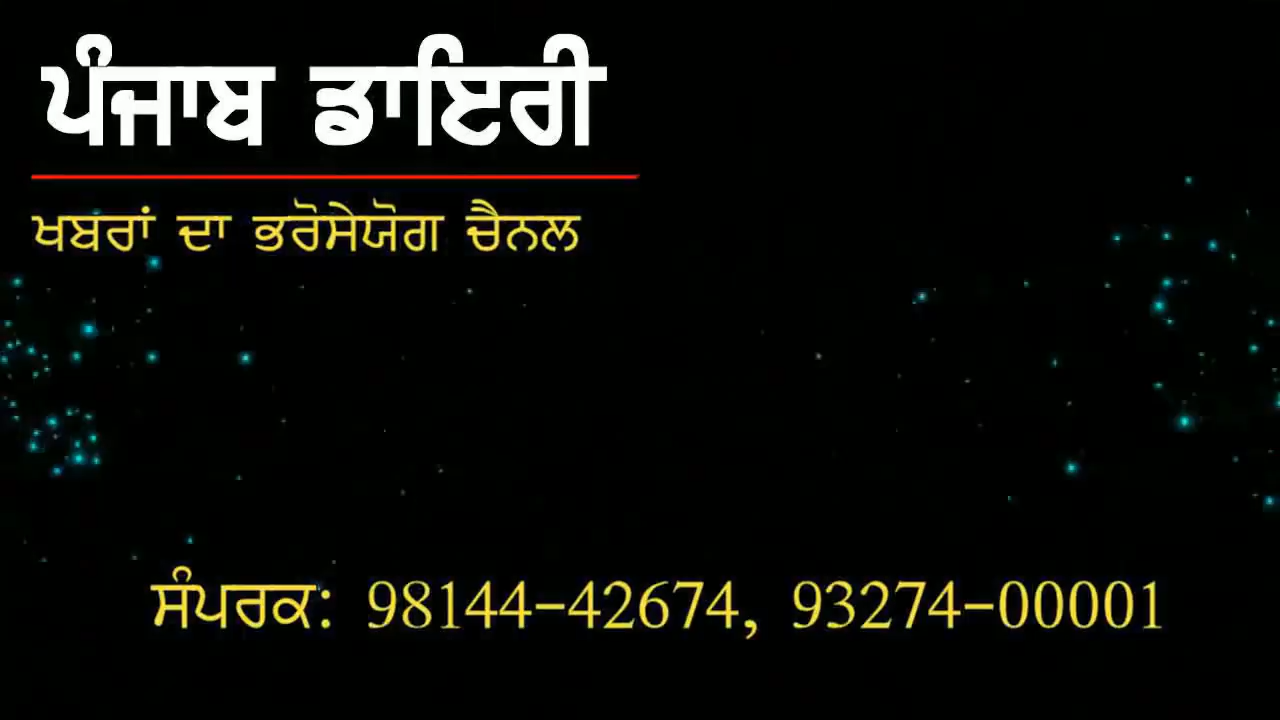 ਪੰਜਾਬ ਡਾਇਰੀ
ਖਬਰਾਂ ਦਾ ਭਰੋਸੇਯੋਗ ਚੈਨਲ
ਸੰਪਰਕ: 98144-42674, 93274-00001